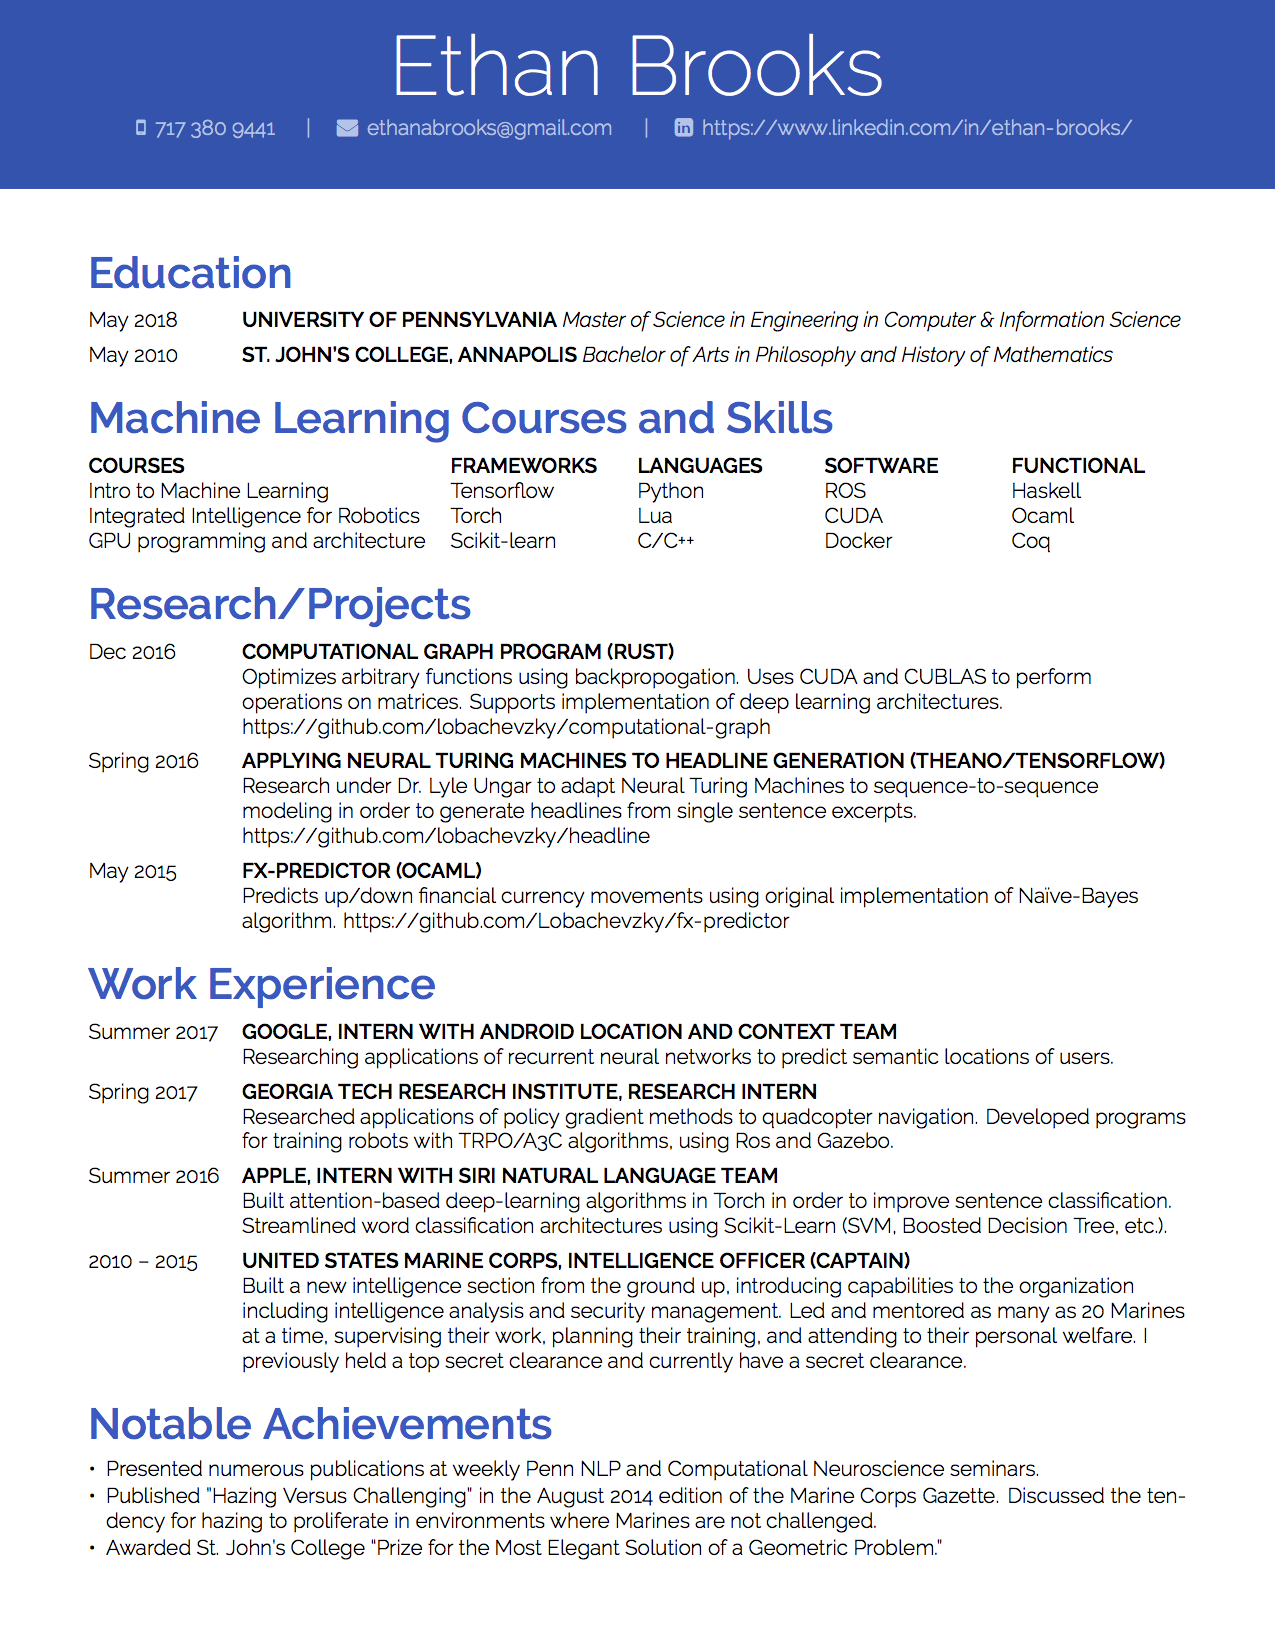 Ethan Brooks
717 380 9441 | ethanabrooks@gmail.com | https://www.linkedin.com/in/ethan-brooks/
Education
May 2018 UNIVERSITY OF PENNSYLVANIA Master of Science in Engineering in Computer & Information Science
May 2010 ST. JOHN'S COLLEGE, ANNAPOLIS Bachelor of Arts in Philosophy and History of Mathematics
Machine Learning Courses and Skills
COURSES FRAMEWORKS LANGUAGES SOFTWARE FUNCTIONAL
Intro to Machine Learning Tensorflow Python ROS Haskell
Integrated Intelligence for Robotics Torch Lua CUDA Ocaml
GPU programming and architecture Scikit-learn C/C++ Docker Coq
Research/Projects
Dec 2016 COMPUTATIONAL GRAPH PROGRAM (RUST)
Optimizes arbitrary functions using backpropogation. Uses CUDA and CUBLAS to perform
operations on matrices. Supports implementation of deep learning architectures.
https://github.com/lobachevzky/computational-graph
Spring 2016 APPLYING NEURAL TURING MACHINES TO HEADLINE GENERATION (THEANO/TENSORFLOW)
Research under Dr. Lyle Ungar to adapt Neural Turing Machines to sequence-to-sequence
modeling in order to generate headlines from single sentence excerpts.
https://github.com/lobachevzky/headline
May 2015 FX-PREDICTOR (OCAML)
Predicts up/down financial currency movements using original implementation of Naïve-Bayes
algorithm. https://github.com/Lobachevzky/fx-predictor
Work Experience
Summer 2017 GOOGLE, INTERN WITH ANDROID LOCATION AND CONTEXT TEAM
Researching applications of recurrent neural networks to predict semantic locations of users.
Spring 2017 GEORGIA TECH RESEARCH INSTITUTE, RESEARCH INTERN
Researched applications of policy gradient methods to quadcopter navigation. Developed programs
for training robots with TRPO/A3C algorithms, using Ros and Gazebo.
Summer 2016 APPLE, INTERN WITH SIRI NATURAL LANGUAGE TEAM
Built attention-based deep-learning algorithms in Torch in order to improve sentence classification.
Streamlined word classification architectures using Scikit-Learn (SVM, Boosted Decision Tree, etc.).
2010 – 2015 UNITED STATES MARINE CORPS, INTELLIGENCE OFFICER (CAPTAIN)
Built a new intelligence section from the ground up, introducing capabilities to the organization
including intelligence analysis and security management. Led and mentored as many as 20 Marines
at a time, supervising their work, planning their training, and attending to their personal welfare. I
previously held a top secret clearance and currently have a secret clearance.
Notable Achievements
• Presented numerous publications at weekly Penn NLP and Computational Neuroscience seminars.
• Published "Hazing Versus Challenging" in the August 2014 edition of the Marine Corps Gazette. Discussed the ten-
dency for hazing to proliferate in environments where Marines are not challenged.
• Awarded St. John's College "Prize for the Most Elegant Solution of a Geometric Problem."